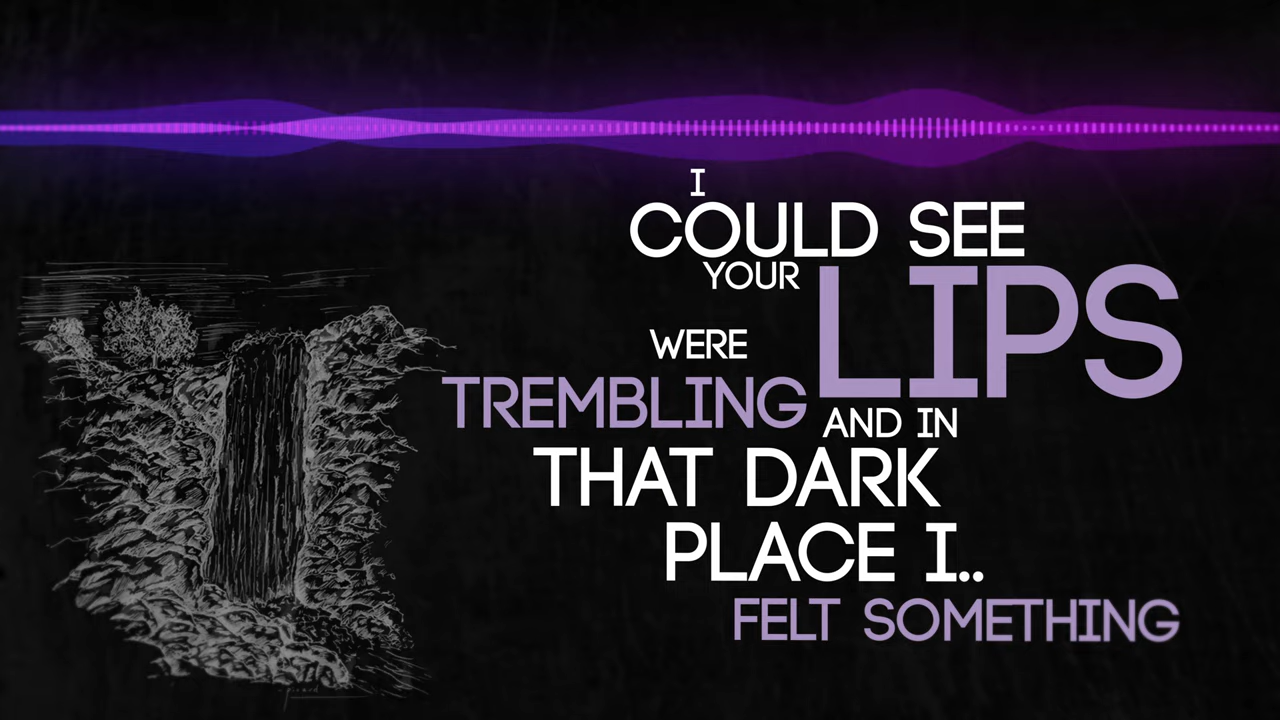 I
COULD SEE
YOUR LIPS
WERE
TREMBLING
AND IN
THAT DARK
PLACE I..
FELT SOMETHING